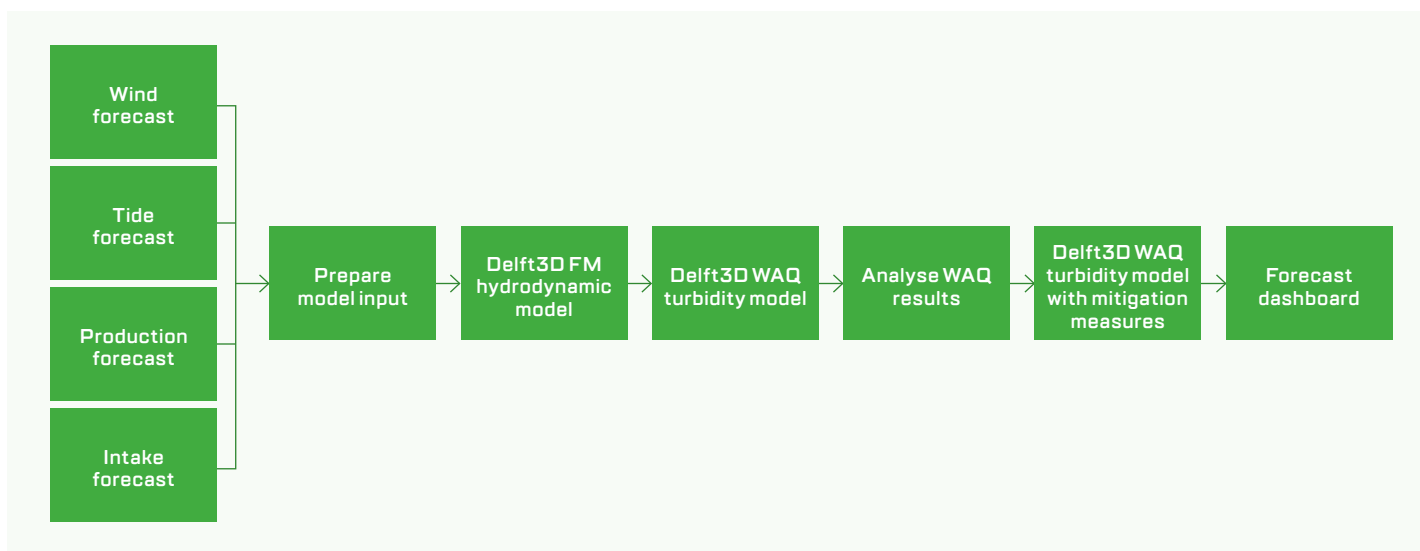 Wind
forecast
Tide
forecast
Production
forecast
Intake
forecast
Prepare
model input
Delft3D FM
hydrodynamic
model
Delft3D WAQ
turbidity model
Analyse WAQ
results
Delft3D WAQ
turbidity model
with mitigation
measures
Forecast
dashboard